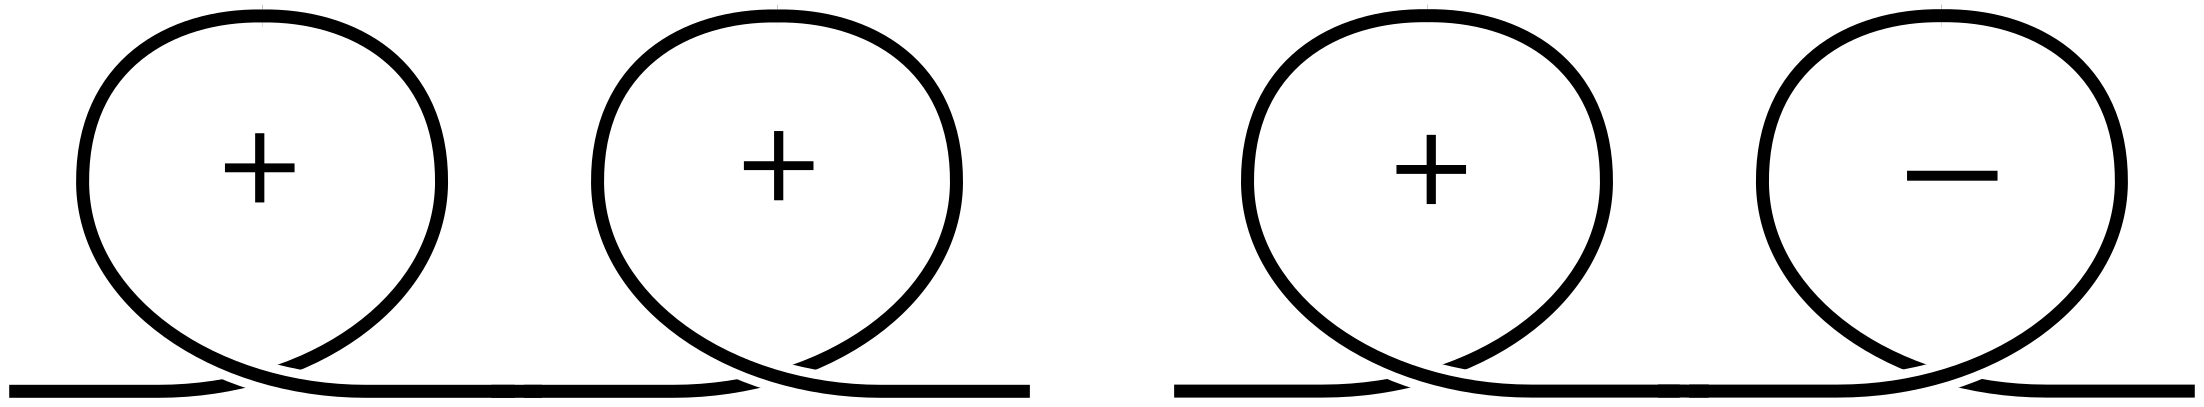 + + + −